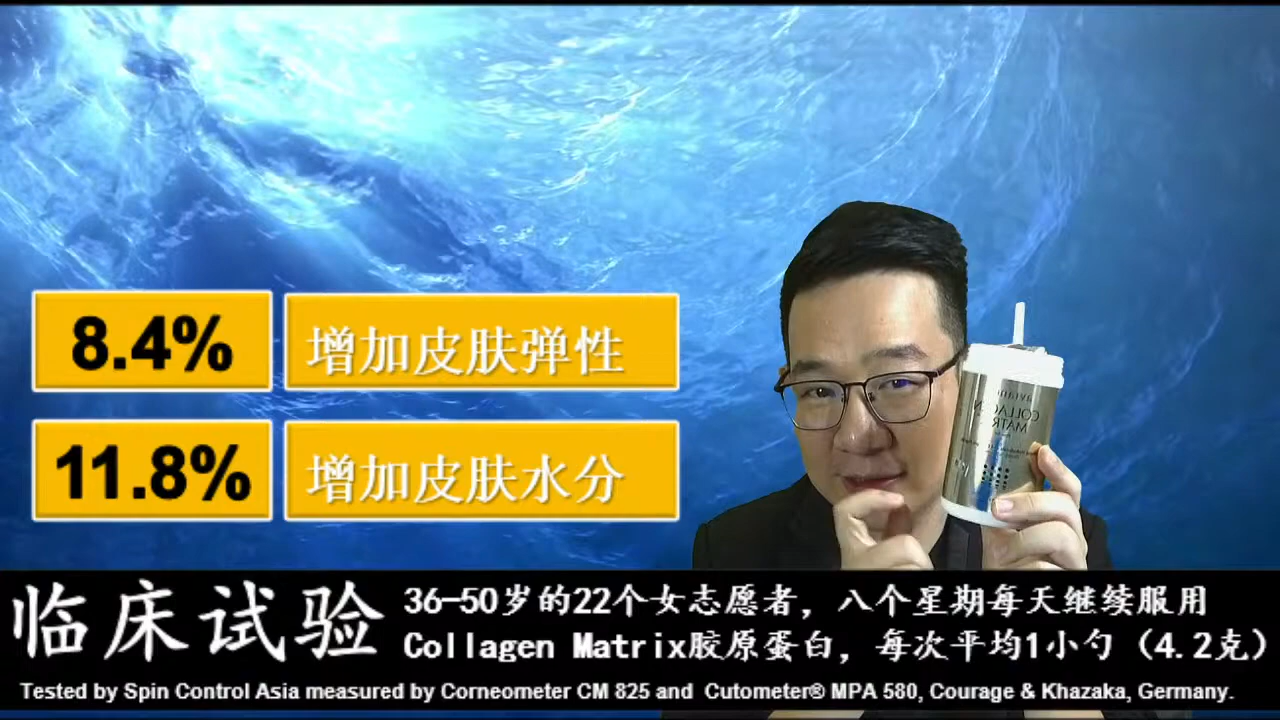 8.4%
增加皮肤弹性
11.8%
增加皮肤水分
COLLAGEN
MATRIX
临床试验
36-50岁的22个女志愿者，八个星期每天继续服用
Collagen Matrix胶原蛋白，每次平均1小勺（4.2克）
Tested by Spin Control Asia measured by Corneometer CM 825 and Cutometer® MPA 580, Courage & Khazaka, Germany.